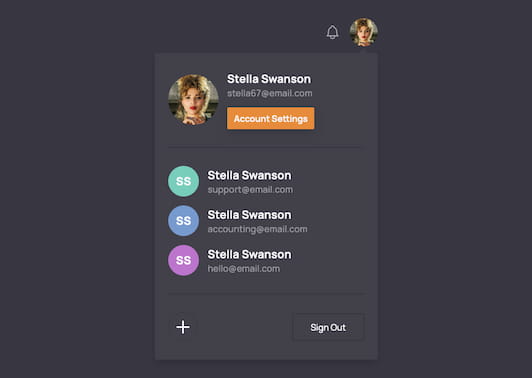 Stella Swanson
stella67@email.com
Account Settings
SS
Stella Swanson
support@email.com
SS
Stella Swanson
accounting@email.com
SS
Stella Swanson
hello@email.com
Sign Out